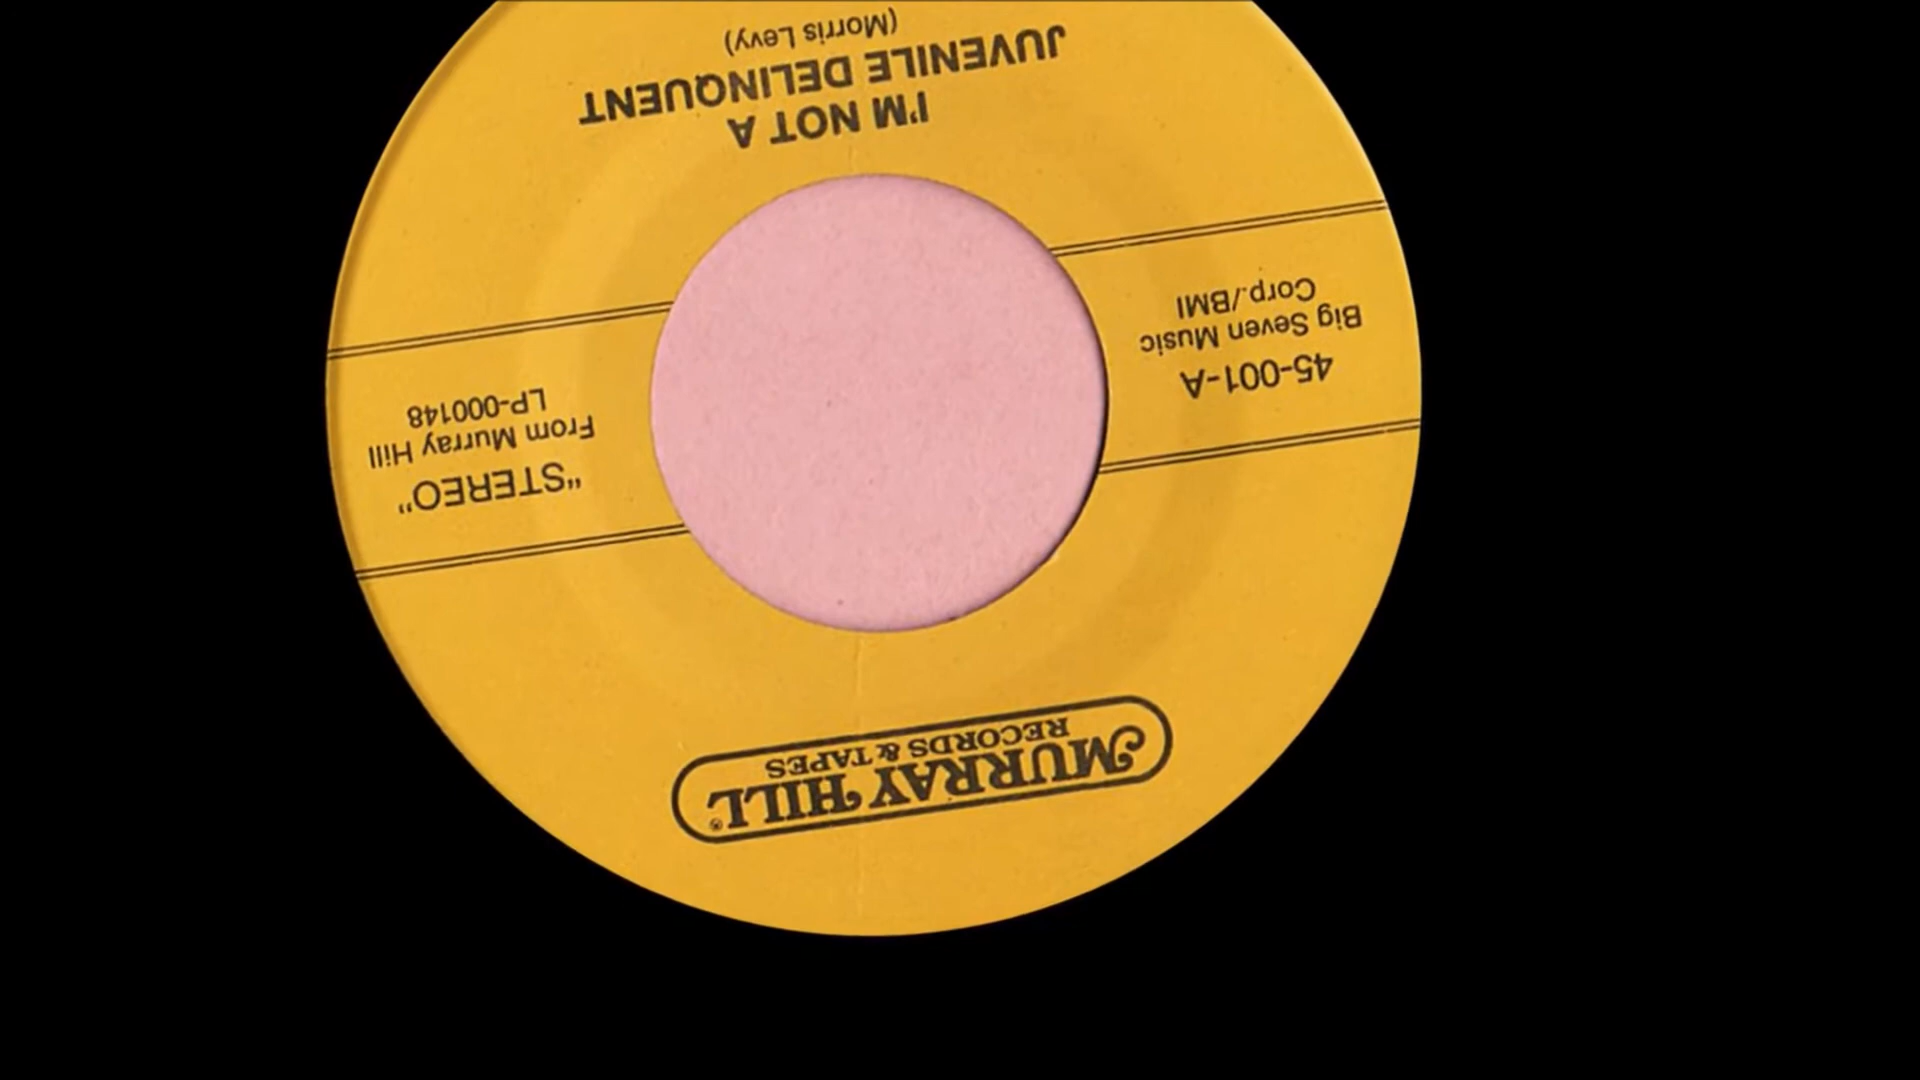 MURRAY HILL®
RECORDS & TAPES
45-001-A
Big Seven Music
Corp./BMI
"STEREO"
From Murray Hill
LP-000148
I'M NOT A
JUVENILE DELINQUENT
(Morris Levy)